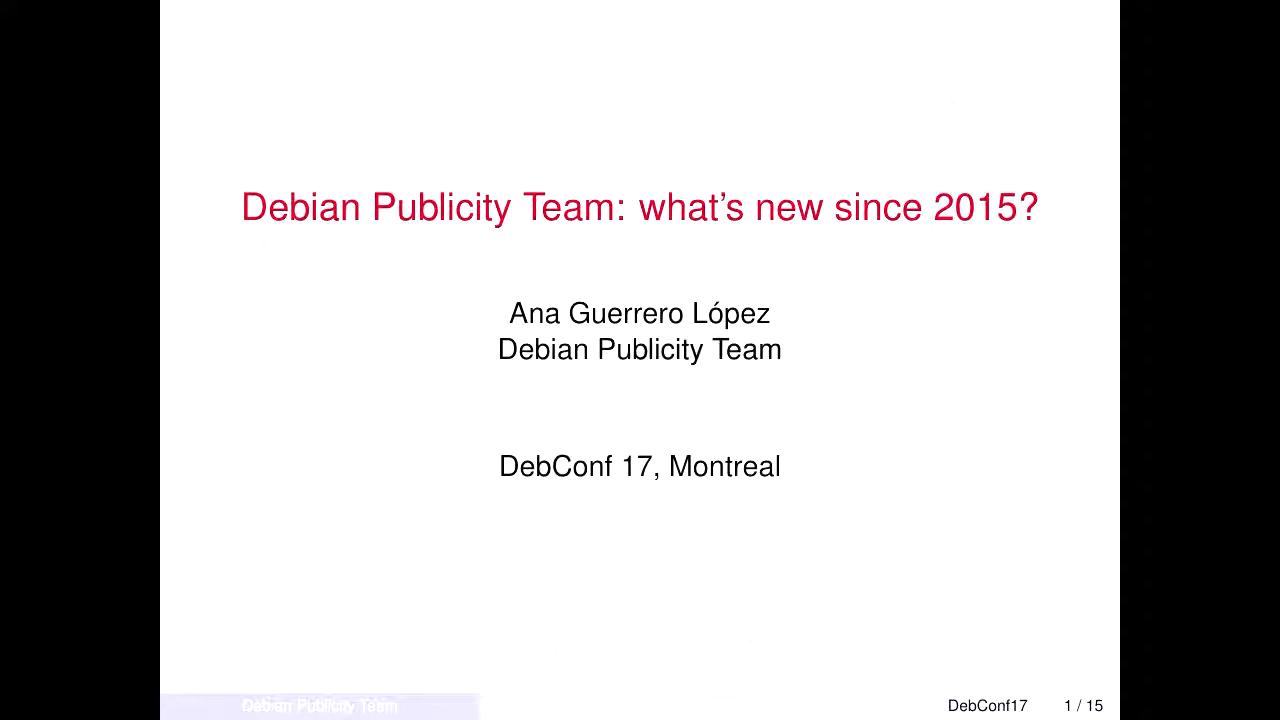 Debian Publicity Team: what's new since 2015?
Ana Guerrero López
Debian Publicity Team
DebConf 17, Montreal
Debian Publicity Team
DebConf17
1 / 15